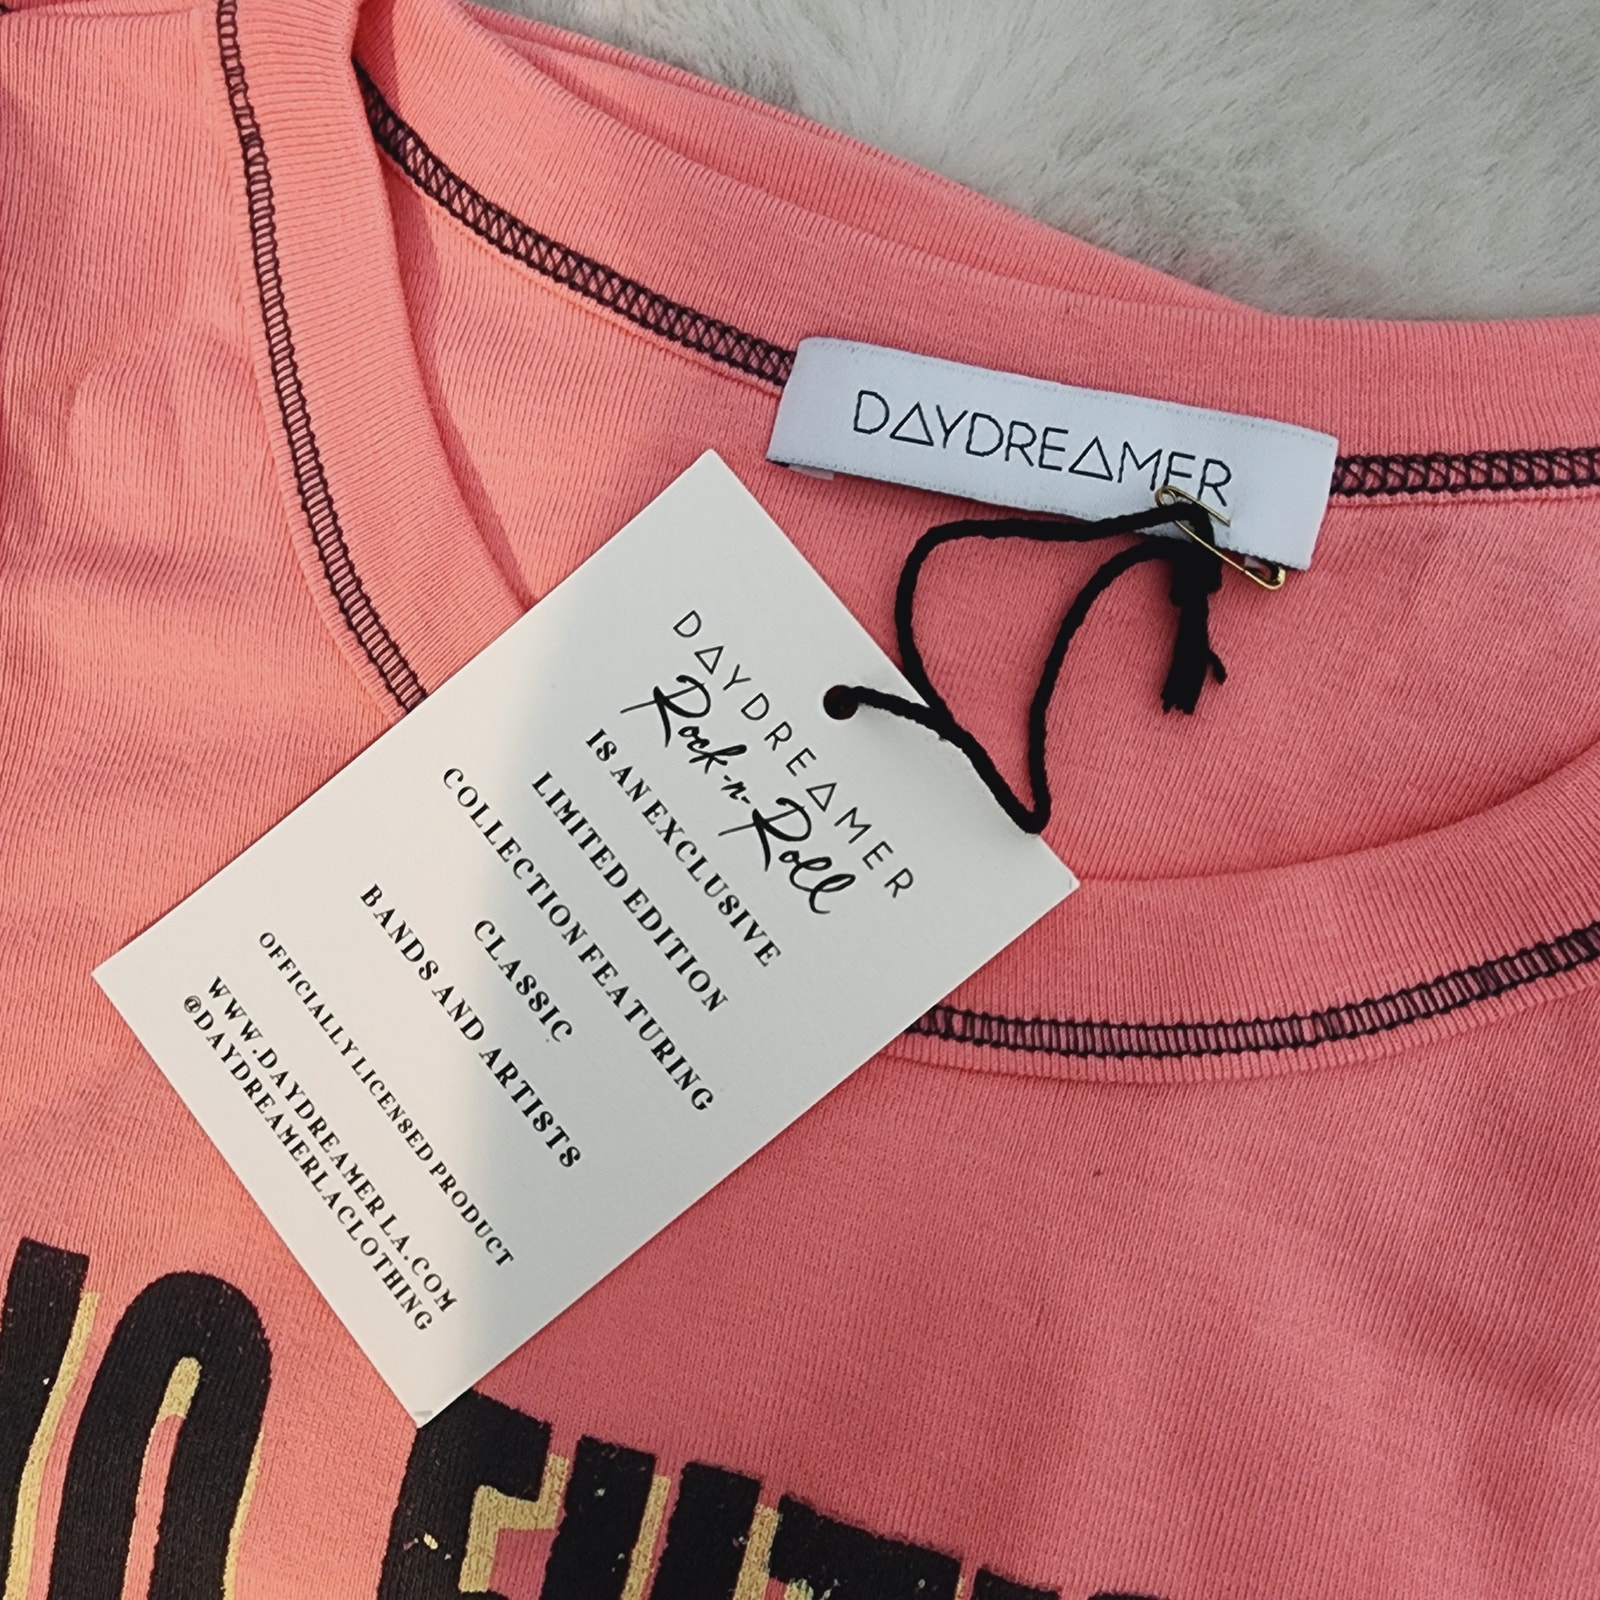 DAYDREAMER
DAYDREAMER
Rock-n-Roll
IS AN EXCLUSIVE
LIMITED EDITION
COLLECTION FEATURING
CLASSIC
BANDS AND ARTISTS
OFFICIALLY LICENSED PRODUCT
WWW.DAYDREAMERLA.COM
@DAYDREAMERLACLOTHING